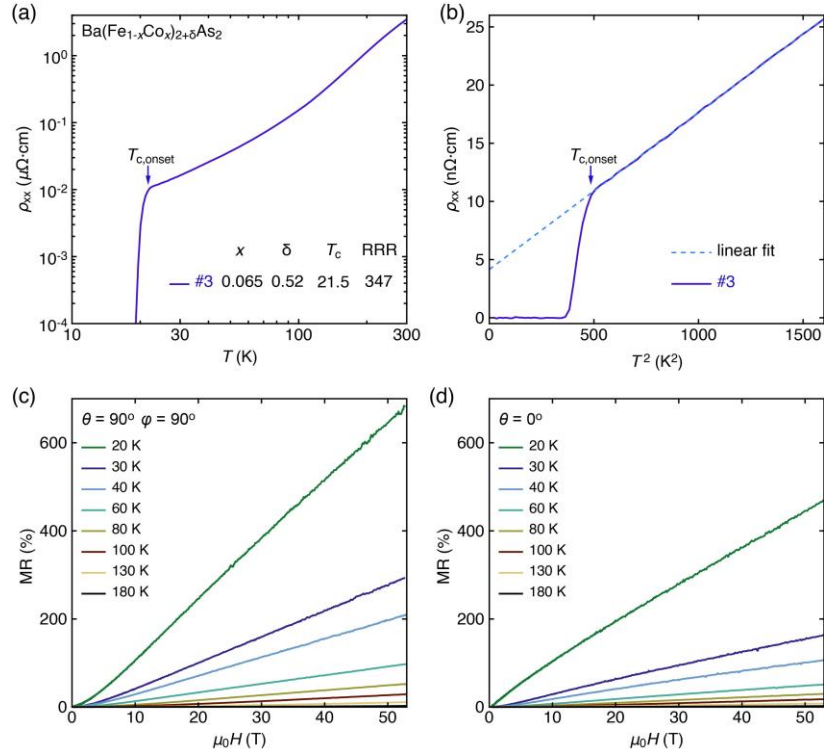 (a)
Ba(Fe₁₋ₓCoₓ)₂₊δAs₂
10⁰
10⁻¹
10⁻²
10⁻³
10⁻⁴
ρxx (μΩ·cm)
Tc,onset
x δ Tc RRR
#3 0.065 0.52 21.5 347
10 30 100 300
T (K)
(b)
25
20
15
10
5
0
ρxx (nΩ·cm)
Tc,onset
linear fit
#3
0 500 1000 1500
T² (K²)
(c)
θ = 90° φ = 90°
20 K
30 K
40 K
60 K
80 K
100 K
130 K
180 K
600
400
200
0
MR (%)
0 10 20 30 40 50
μ₀H (T)
(d)
θ = 0°
20 K
30 K
40 K
60 K
80 K
100 K
130 K
180 K
600
400
200
0
MR (%)
0 10 20 30 40 50
μ₀H (T)